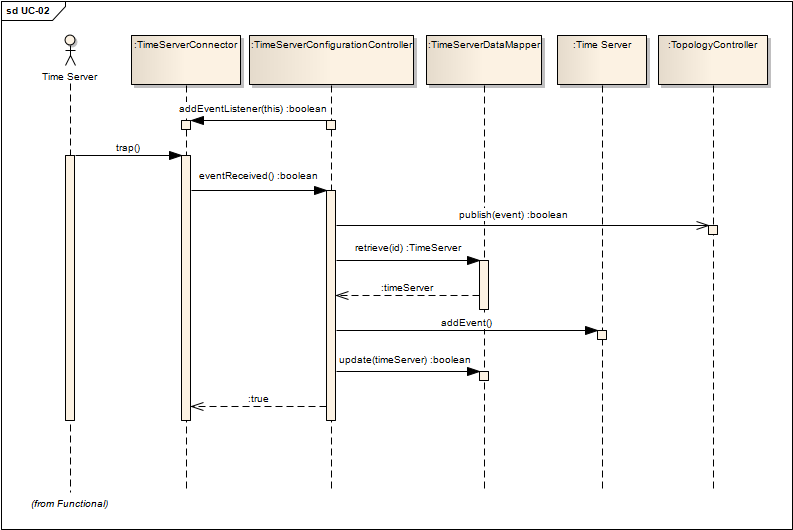 sd UC-02
Time Server
:TimeServerConnector
:TimeServerConfigurationController
:TimeServerDataMapper
:Time Server
:TopologyController
addEventListener(this) :boolean
trap()
eventReceived() :boolean
publish(event) :boolean
retrieve(id) :TimeServer
:timeServer
addEvent()
update(timeServer) :boolean
:true
(from Functional)